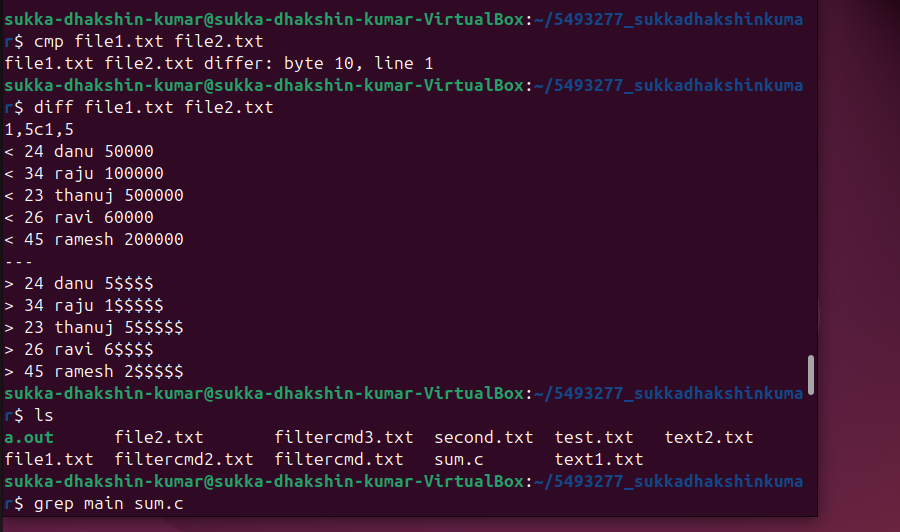 sukka-dhakshin-kumar@sukka-dhakshin-kumar-VirtualBox:~/5493277_sukkadhakshinkuma
r$ cmp file1.txt file2.txt
file1.txt file2.txt differ: byte 10, line 1
sukka-dhakshin-kumar@sukka-dhakshin-kumar-VirtualBox:~/5493277_sukkadhakshinkuma
r$ diff file1.txt file2.txt
1,5c1,5
< 24 danu 50000
< 34 raju 100000
< 23 thanuj 500000
< 26 ravi 60000
< 45 ramesh 200000
---
> 24 danu 5$$$$
> 34 raju 1$$$$$
> 23 thanuj 5$$$$$
> 26 ravi 6$$$$
> 45 ramesh 2$$$$$
sukka-dhakshin-kumar@sukka-dhakshin-kumar-VirtualBox:~/5493277_sukkadhakshinkuma
r$ ls
a.out      file2.txt       filtercmd3.txt  second.txt  test.txt   text2.txt
file1.txt  filtercmd2.txt  filtercmd.txt   sum.c       text1.txt
sukka-dhakshin-kumar@sukka-dhakshin-kumar-VirtualBox:~/5493277_sukkadhakshinkuma
r$ grep main sum.c